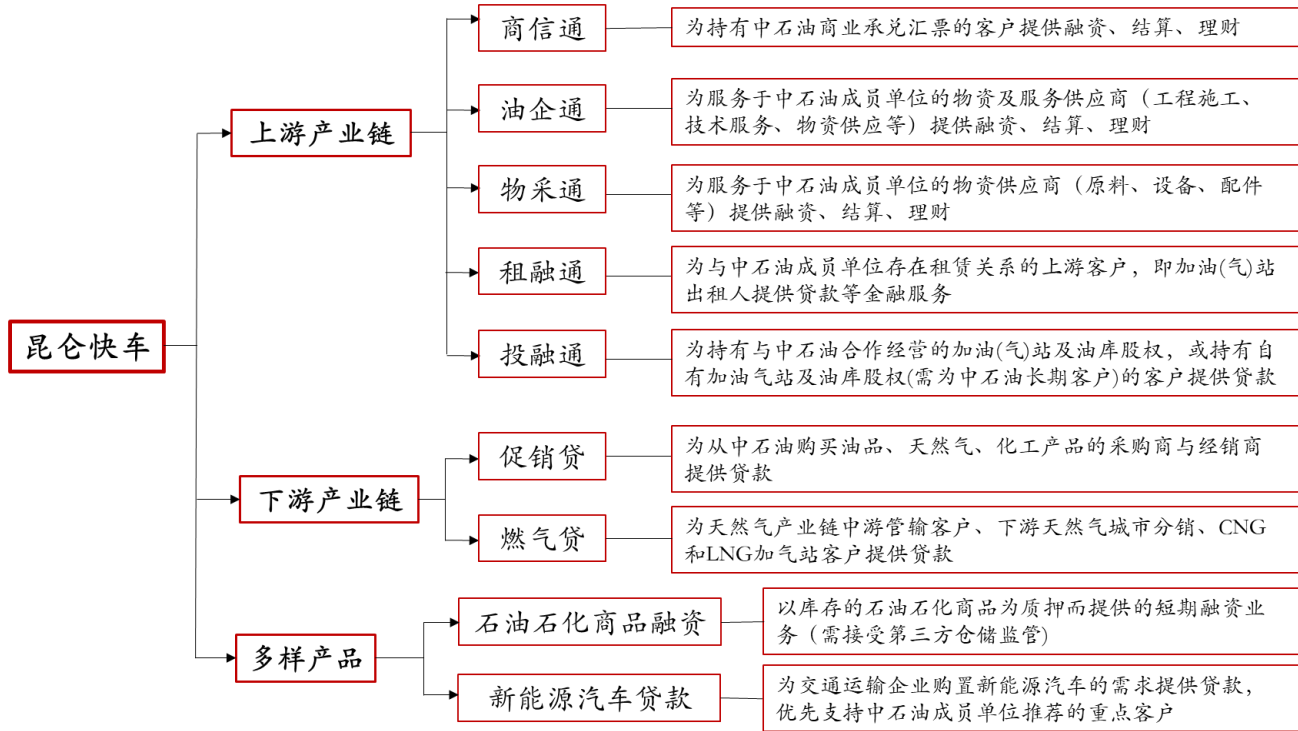 昆仑快车
上游产业链
商信通
为持有中石油商业承兑汇票的客户提供融资、结算、理财
油企通
为服务于中石油成员单位的物资及服务供应商（工程施工、
技术服务、物资供应等）提供融资、结算、理财
物采通
为服务于中石油成员单位的物资供应商（原料、设备、配件
等）提供融资、结算、理财
租融通
为与中石油成员单位存在租赁关系的上游客户，即加油(气)站
出租人提供贷款等金融服务
投融通
为持有与中石油合作经营的加油(气)站及油库股权，或持有自
有加油气站及油库股权(需为中石油长期客户)的客户提供贷款
下游产业链
促销贷
为从中石油购买油品、天然气、化工产品的采购商与经销商
提供贷款
燃气贷
为天然气产业链中游管输客户、下游天然气城市分销、CNG
和LNG加气站客户提供贷款
多样产品
石油石化商品融资
以库存的石油石化商品为质押而提供的短期融资业
务（需接受第三方仓储监管)
新能源汽车贷款
为交通运输企业购置新能源汽车的需求提供贷款，
优先支持中石油成员单位推荐的重点客户